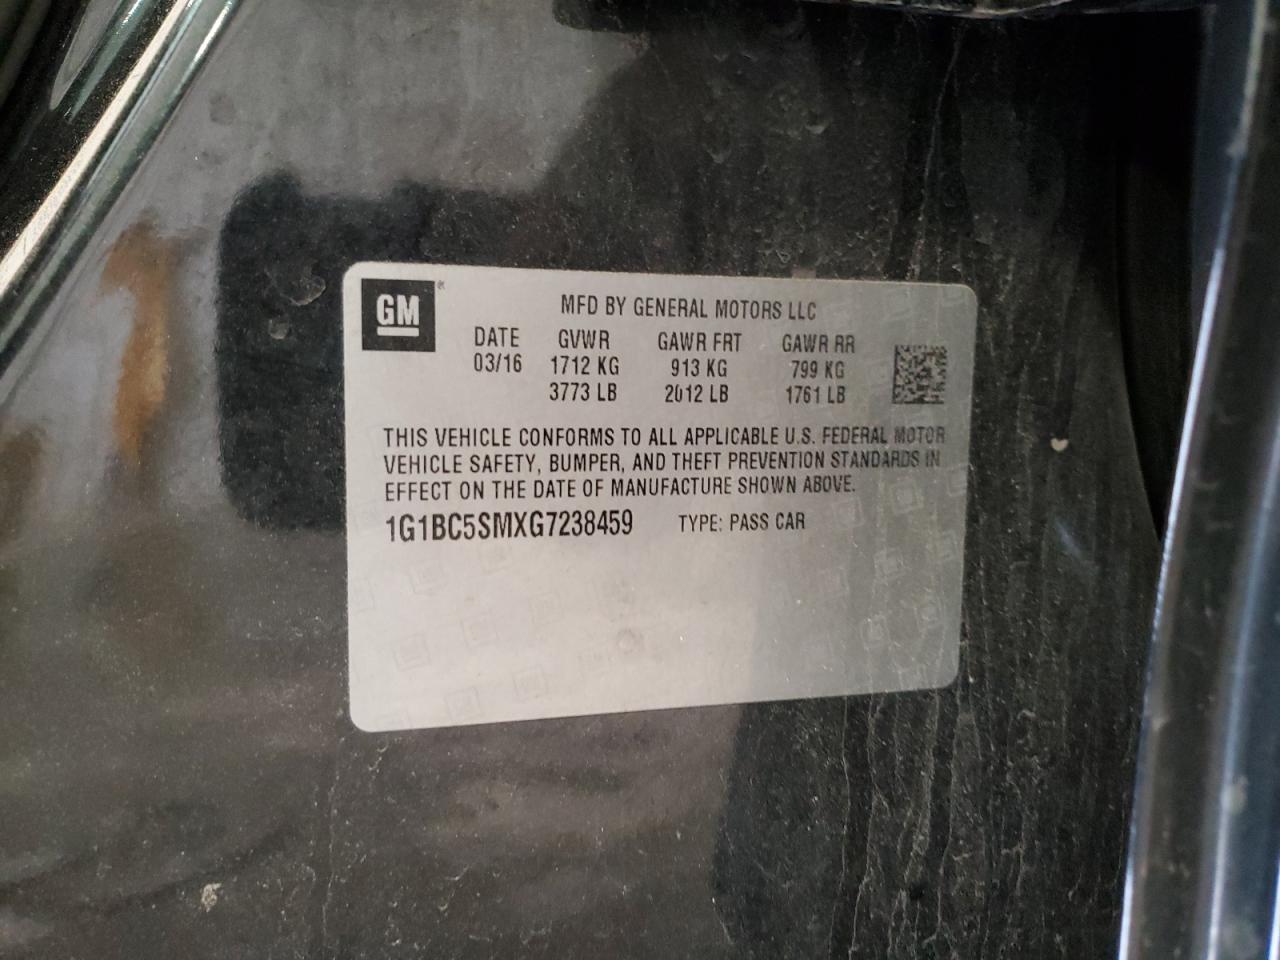 GM
MFD BY GENERAL MOTORS LLC
DATE GVWR GAWR FRT GAWR RR
03/16 1712 KG 913 KG 799 KG
3773 LB 2012 LB 1761 LB
THIS VEHICLE CONFORMS TO ALL APPLICABLE U.S. FEDERAL MOTOR
VEHICLE SAFETY, BUMPER, AND THEFT PREVENTION STANDARDS IN
EFFECT ON THE DATE OF MANUFACTURE SHOWN ABOVE.
1G1BC5SMXG7238459 TYPE: PASS CAR